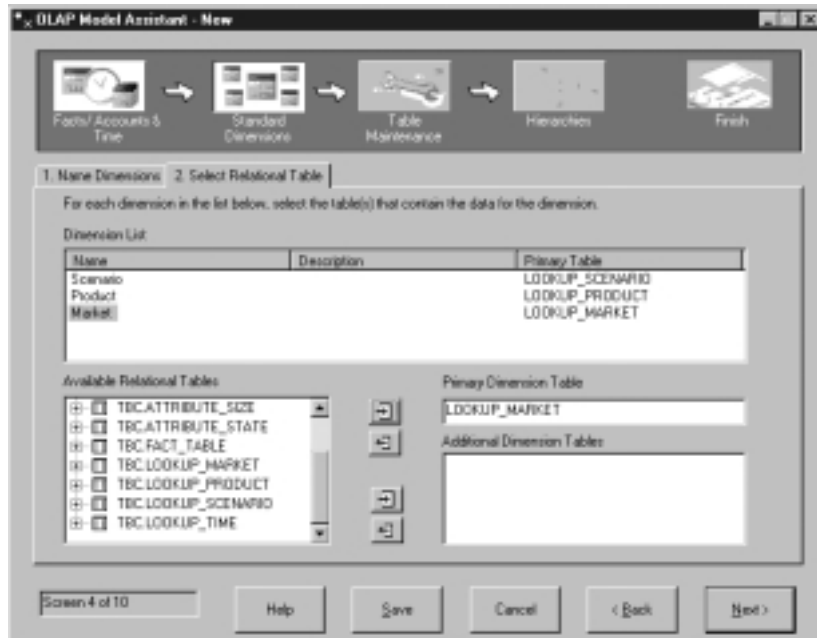 OLAP Model Assistant - New
Facts/Accounts & Time
Standard Dimensions
Table Maintenance
Hierarchies
Finish
1. Name Dimensions 2. Select Relational Table
For each dimension in the list below, select the table(s) that contain the data for the dimension.
Dimension List
Name Description Primary Table
Scenario LOOKUP_SCENARIO
Product LOOKUP_PRODUCT
Market LOOKUP_MARKET
Available Relational Tables
TBC.ATTRIBUTE_SIZE
TBC.ATTRIBUTE_STATE
TBC.FACT_TABLE
TBC.LOOKUP_MARKET
TBC.LOOKUP_PRODUCT
TBC.LOOKUP_SCENARIO
TBC.LOOKUP_TIME
Primary Dimension Table
LOOKUP_MARKET
Additional Dimension Tables
Screen 4 of 10
Help
Save
Cancel
< Back
Next >